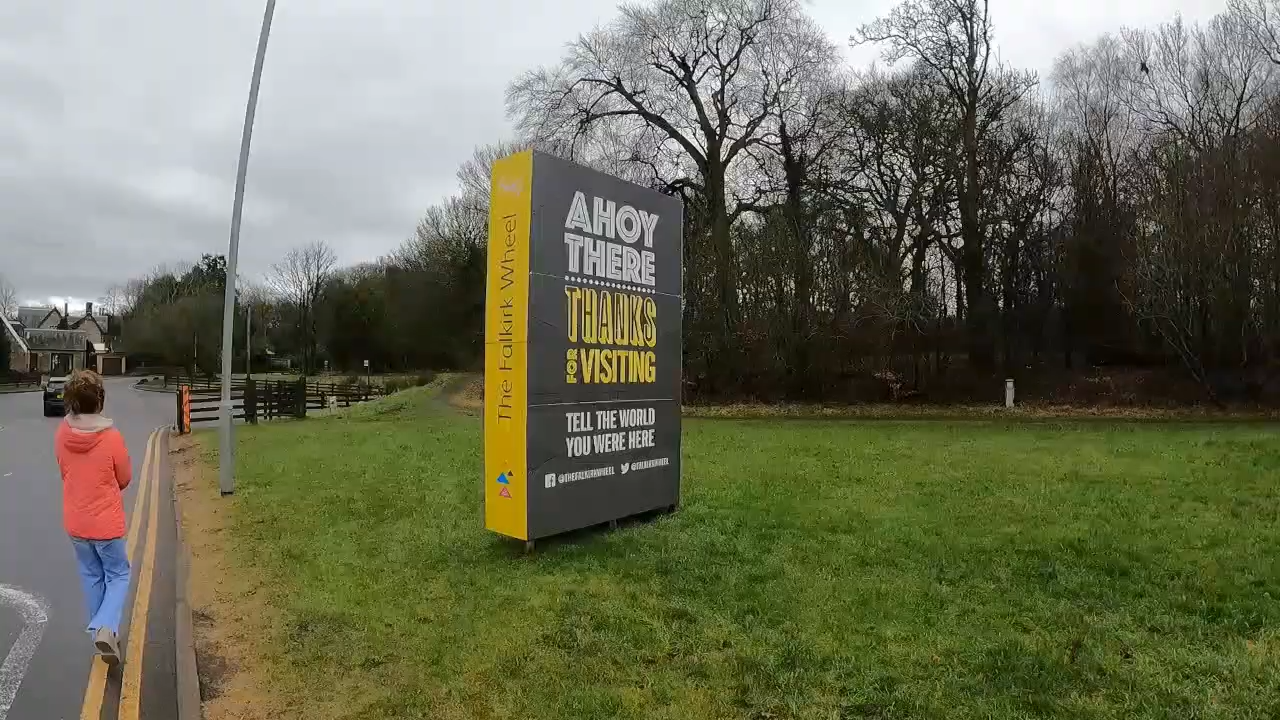 The Falkirk Wheel
AHOY
THERE
THANKS
FOR VISITING
TELL THE WORLD
YOU WERE HERE
@THEFALKIRKWHEEL @FALKIRKWHEEL